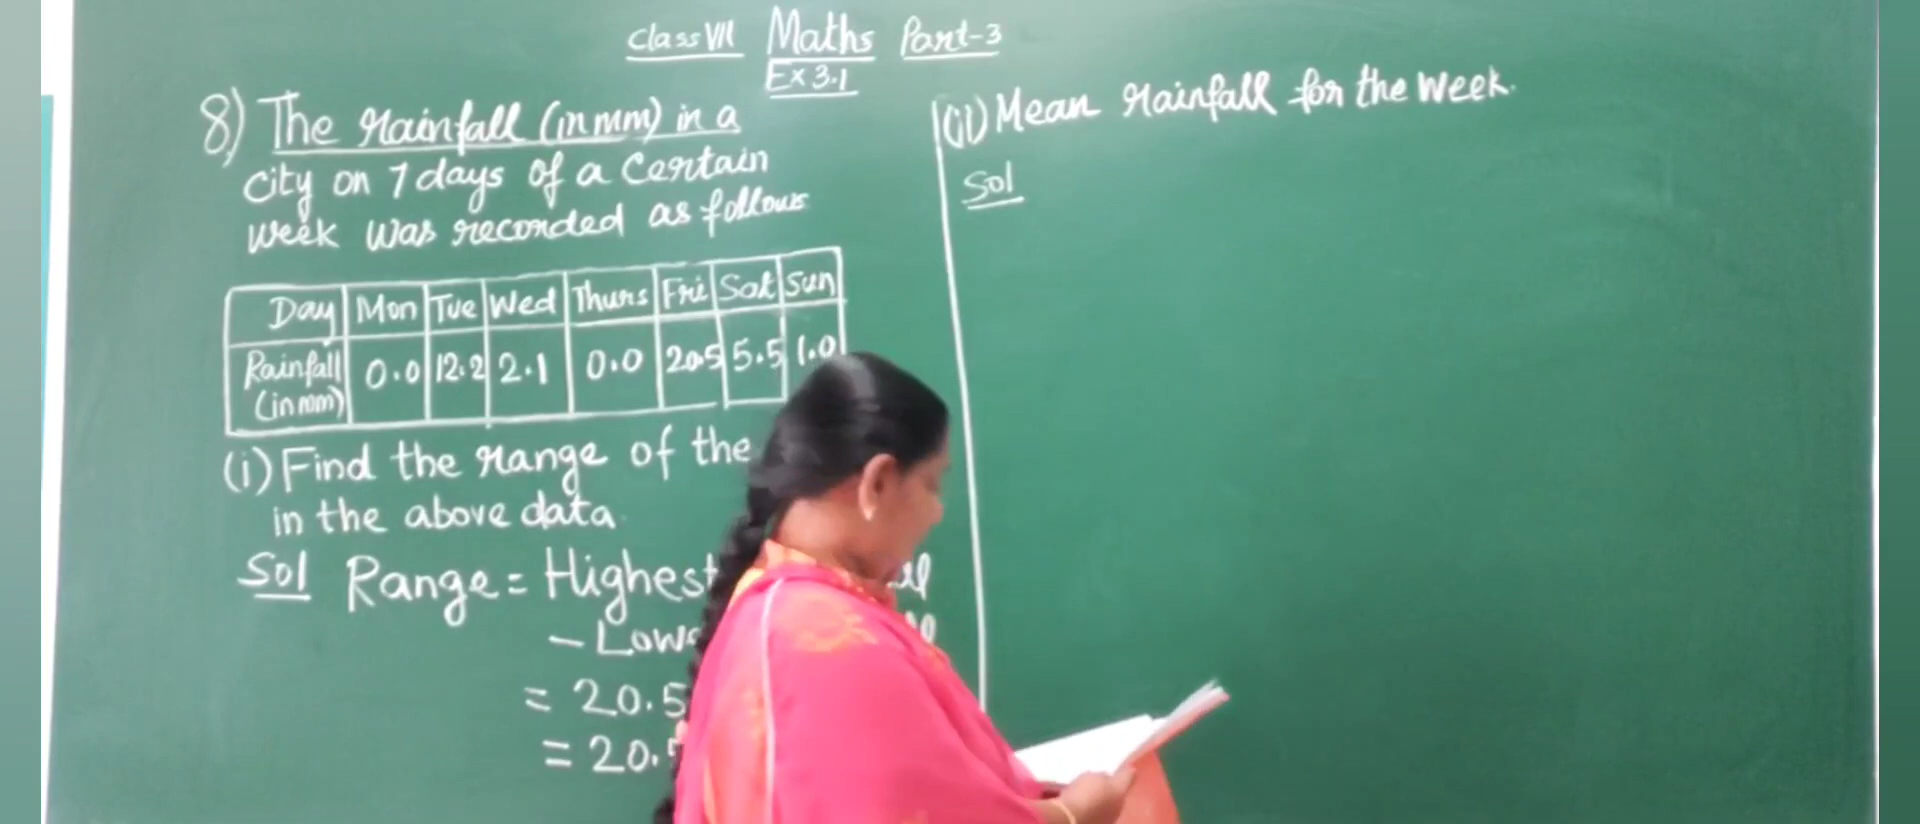 Class VII Maths Part-3
Ex 3.1
8) The rainfall (in mm) in a
city on 7 days of a Certain
week was recorded as follows
Day Mon Tue Wed Thurs Fri Sat Sun
Rainfall (in mm) 0.0 12.2 2.1 0.0 20.5 5.5 1.0
(i) Find the range of the
in the above data
Sol Range = Highest
-
= 20.5
= 20.
(ii) Mean rainfall for the week.
Sol